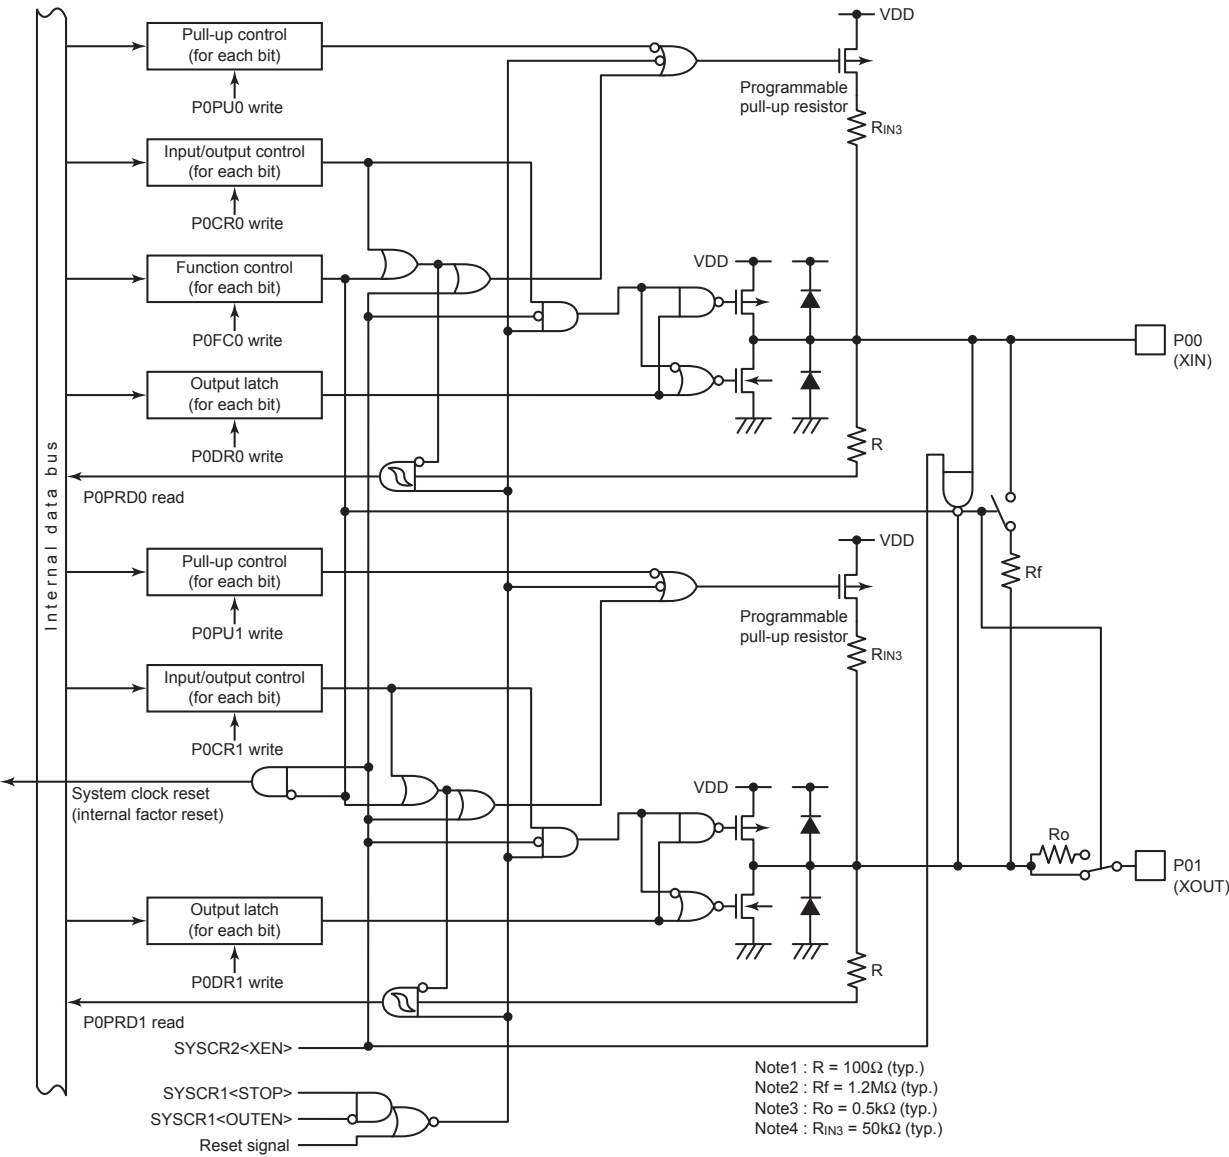 VDD
Pull-up control
(for each bit)
P0PU0 write
Programmable
pull-up resistor
RIN3
Input/output control
(for each bit)
P0CR0 write
Function control
(for each bit)
P0FC0 write
VDD
P00
(XIN)
Output latch
(for each bit)
P0DR0 write
R
P0PRD0 read
Internal data bus
VDD
Pull-up control
(for each bit)
P0PU1 write
Rf
Programmable
pull-up resistor
RIN3
Input/output control
(for each bit)
P0CR1 write
System clock reset
(internal factor reset)
VDD
Ro
P01
(XOUT)
Output latch
(for each bit)
P0DR1 write
R
P0PRD1 read
SYSCR2<XEN>
SYSCR1<STOP>
SYSCR1<OUTEN>
Reset signal
Note1 : R = 100Ω (typ.)
Note2 : Rf = 1.2MΩ (typ.)
Note3 : Ro = 0.5kΩ (typ.)
Note4 : RIN3 = 50kΩ (typ.)